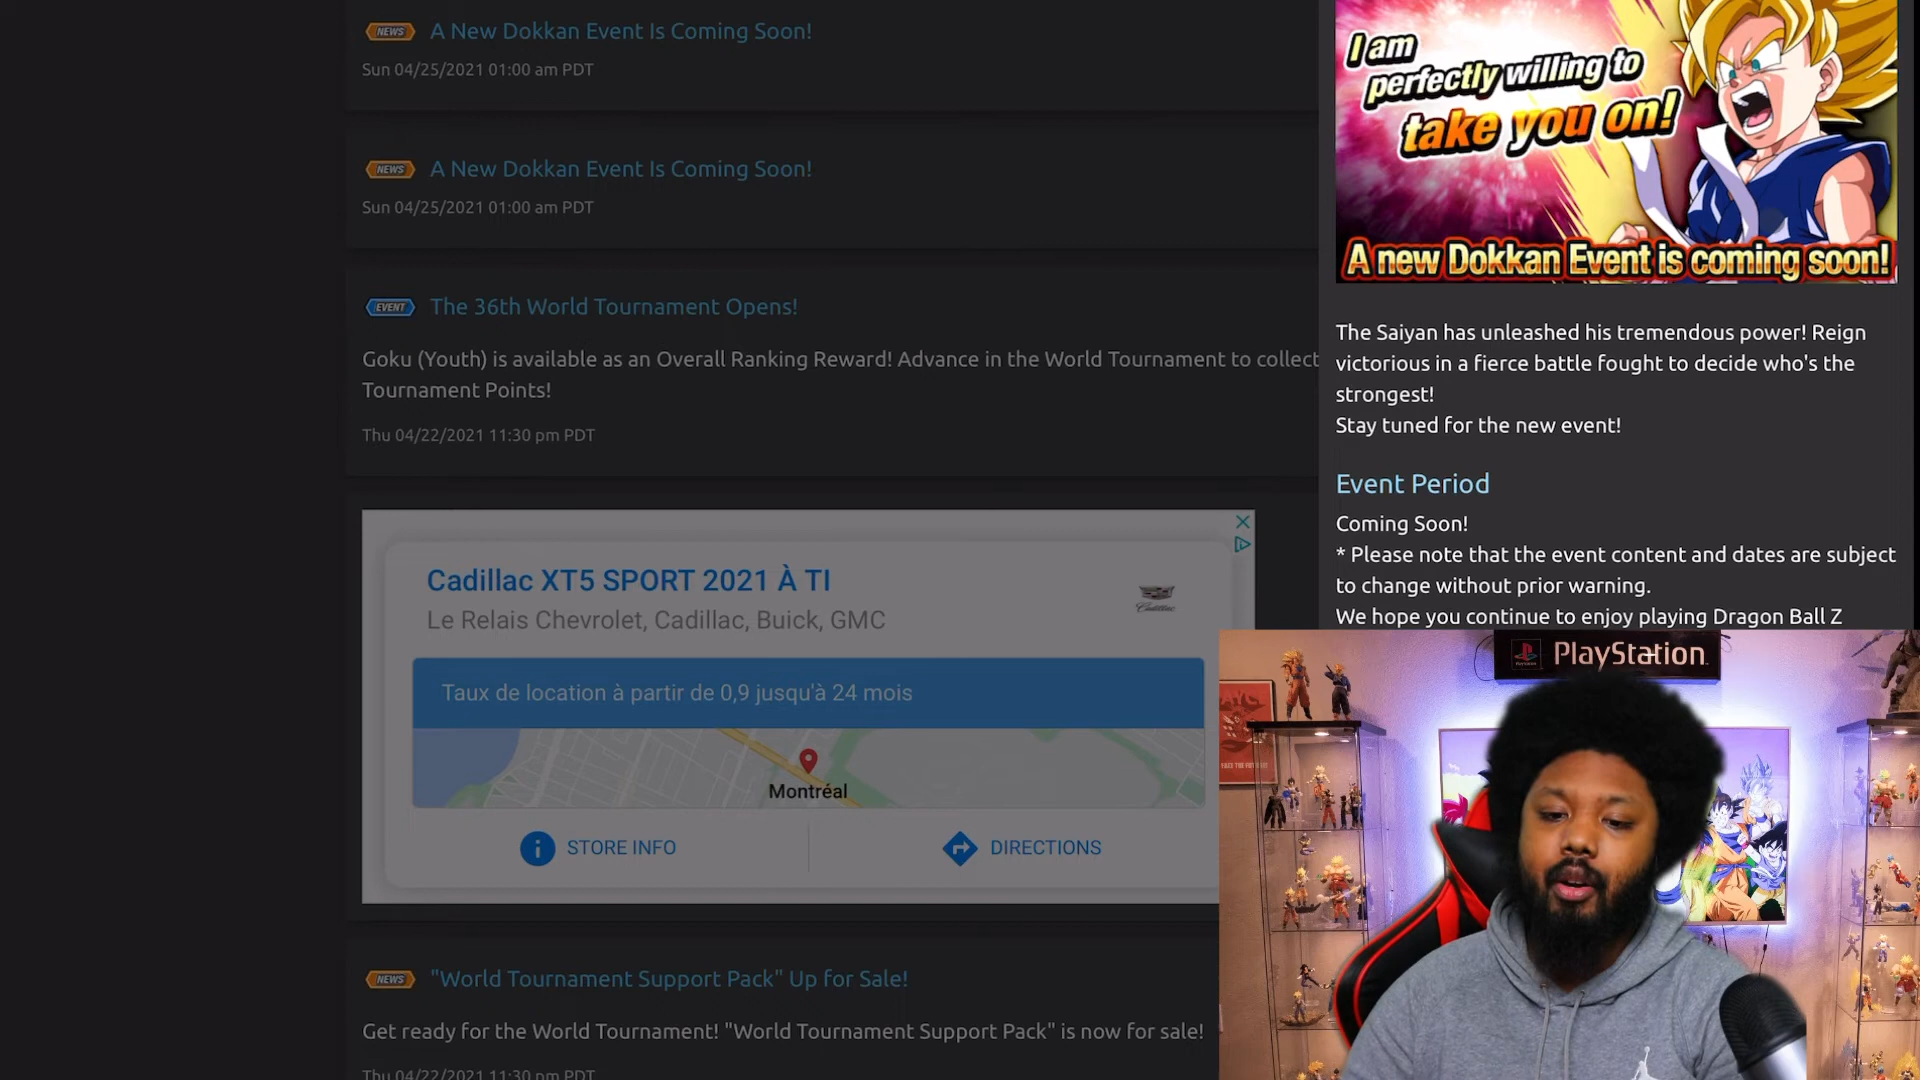 NEWS A New Dokkan Event Is Coming Soon!
Sun 04/25/2021 01:00 am PDT
NEWS A New Dokkan Event Is Coming Soon!
Sun 04/25/2021 01:00 am PDT
EVENT The 36th World Tournament Opens!
Goku (Youth) is available as an Overall Ranking Reward! Advance in the World Tournament to collect
Tournament Points!
Thu 04/22/2021 11:30 pm PDT
Cadillac XT5 SPORT 2021 À TI
Le Relais Chevrolet, Cadillac, Buick, GMC
Cadillac
Taux de location à partir de 0,9 jusqu'à 24 mois
Montréal
STORE INFO
DIRECTIONS
NEWS "World Tournament Support Pack" Up for Sale!
Get ready for the World Tournament! "World Tournament Support Pack" is now for sale!
Thu 04/22/2021 11:30 pm PDT
I am
perfectly willing to
take you on!
A new Dokkan Event is coming soon!
The Saiyan has unleashed his tremendous power! Reign
victorious in a fierce battle fought to decide who's the
strongest!
Stay tuned for the new event!
Event Period
Coming Soon!
* Please note that the event content and dates are subject
to change without prior warning.
We hope you continue to enjoy playing Dragon Ball Z
PlayStation